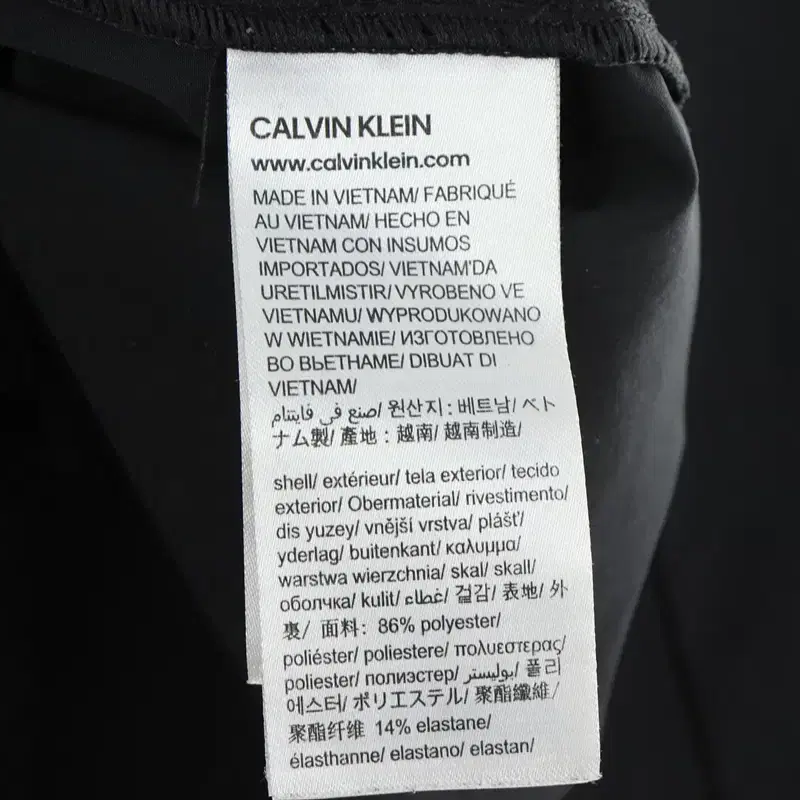 CALVIN KLEIN
www.calvinklein.com
MADE IN VIETNAM/ FABRIQUÉ
AU VIETNAM/ HECHO EN
VIETNAM CON INSUMOS
IMPORTADOS/ VIETNAM'DA
URETILMISTIR/ VYROBENO VE
VIETNAMU/ WYPRODUKOWANO
W WIETNAMIE/ ИЗГОТОВЛЕНО
ВО ВЬЕТНАМЕ/ DIBUAT DI
VIETNAM/
صنع في فايتنام/ 원산지: 베트남/ ベト
ナム製/ 產地: 越南/ 越南制造/
shell/ extérieur/ tela exterior/ tecido
exterior/ Obermaterial/ rivestimento/
dis yuzey/ vnější vrstva/ plášť/
yderlag/ buitenkant/ καλυμμα/
warstwa wierzchnia/ skal/ skall/
оболчка/ kulit/ غطاء/ 겉감/ 表地/ 外
裏/ 面料: 86% polyester/
poliéster/ poliestere/ πολυεστερας/
poliester/ полиэстер/ بوليستر/ 폴리
에스터/ ポリエステル/ 聚酯纖維/
聚酯纤维 14% elastane/
élasthanne/ elastano/ elastan/